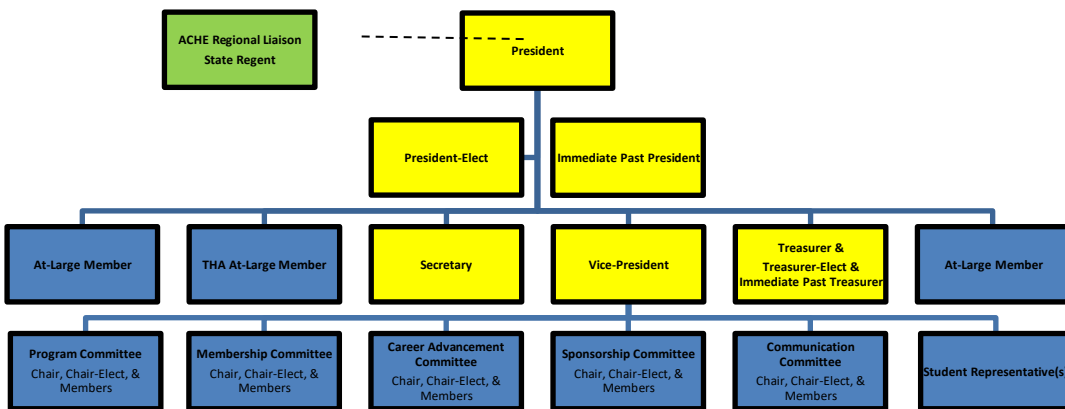 ACHE Regional Liaison
State Regent
President
President-Elect
Immediate Past President
At-Large Member
THA At-Large Member
Secretary
Vice-President
Treasurer &
Treasurer-Elect &
Immediate Past Treasurer
At-Large Member
Program Committee
Chair, Chair-Elect, &
Members
Membership Committee
Chair, Chair-Elect, &
Members
Career Advancement
Committee
Chair, Chair-Elect, &
Members
Sponsorship Committee
Chair, Chair-Elect, &
Members
Communication
Committee
Chair, Chair-Elect, &
Members
Student Representative(s)